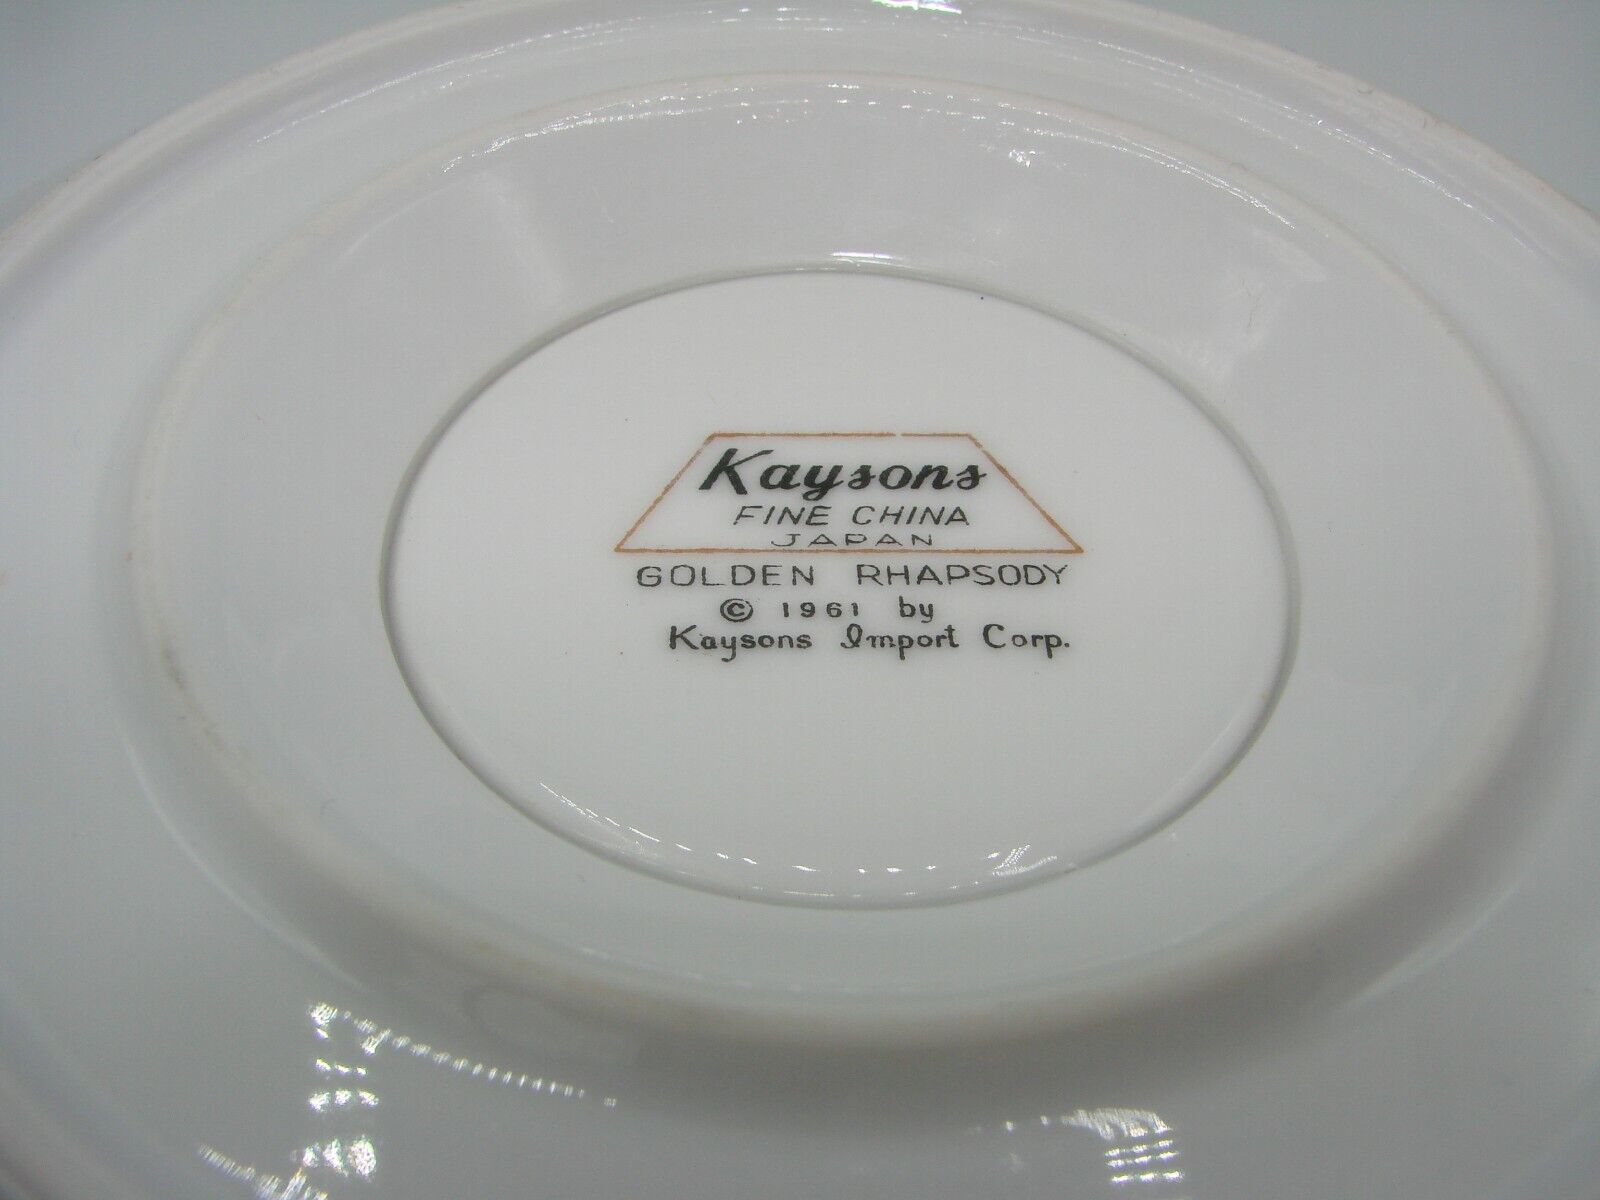 Kaysons
FINE CHINA
JAPAN
GOLDEN RHAPSODY
© 1961 by
Kaysons Import Corp.